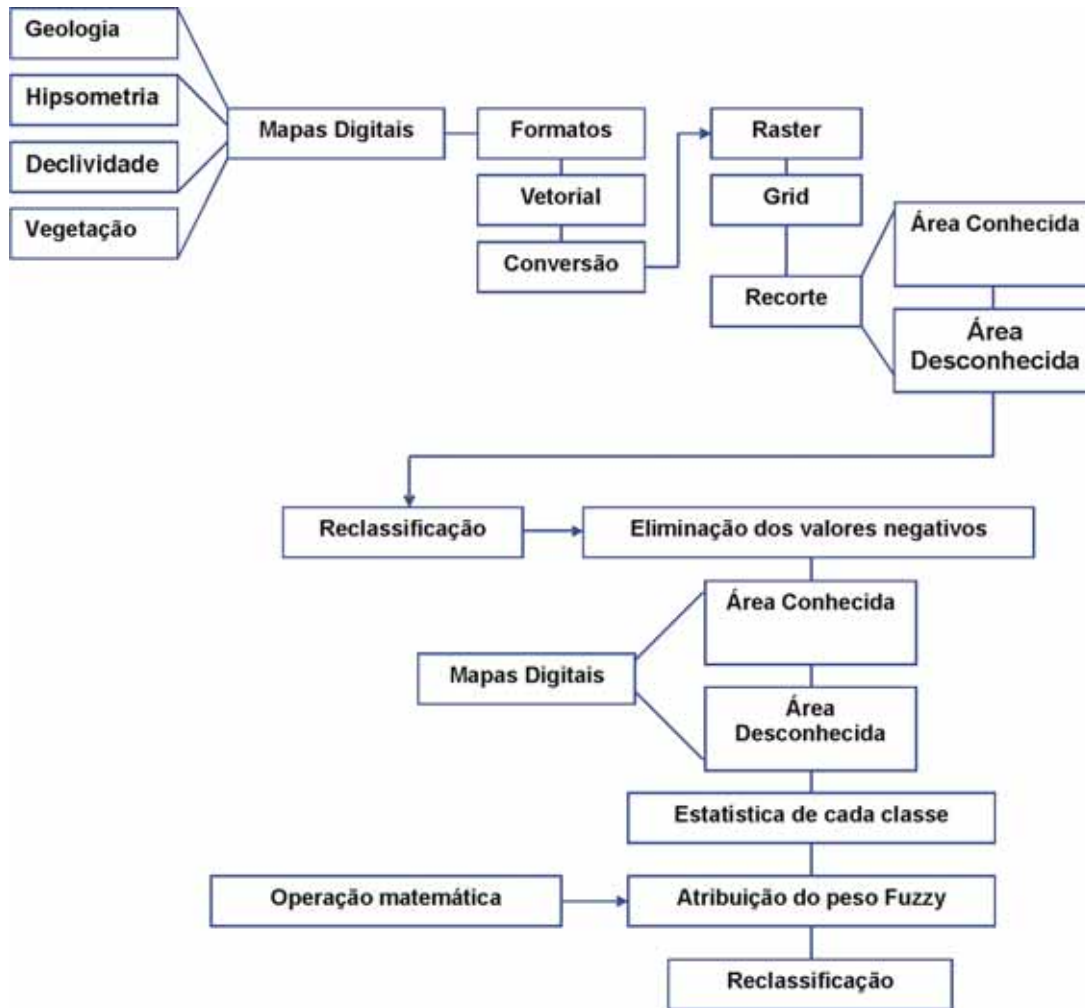 Geologia
Hipsometria
Declividade
Vegetação
Mapas Digitais
Formatos
Vetorial
Conversão
Raster
Grid
Recorte
Área Conhecida
Área
Desconhecida
Reclassificação
Eliminação dos valores negativos
Mapas Digitais
Área Conhecida
Área
Desconhecida
Estatistica de cada classe
Operação matemática
Atribuição do peso Fuzzy
Reclassificação